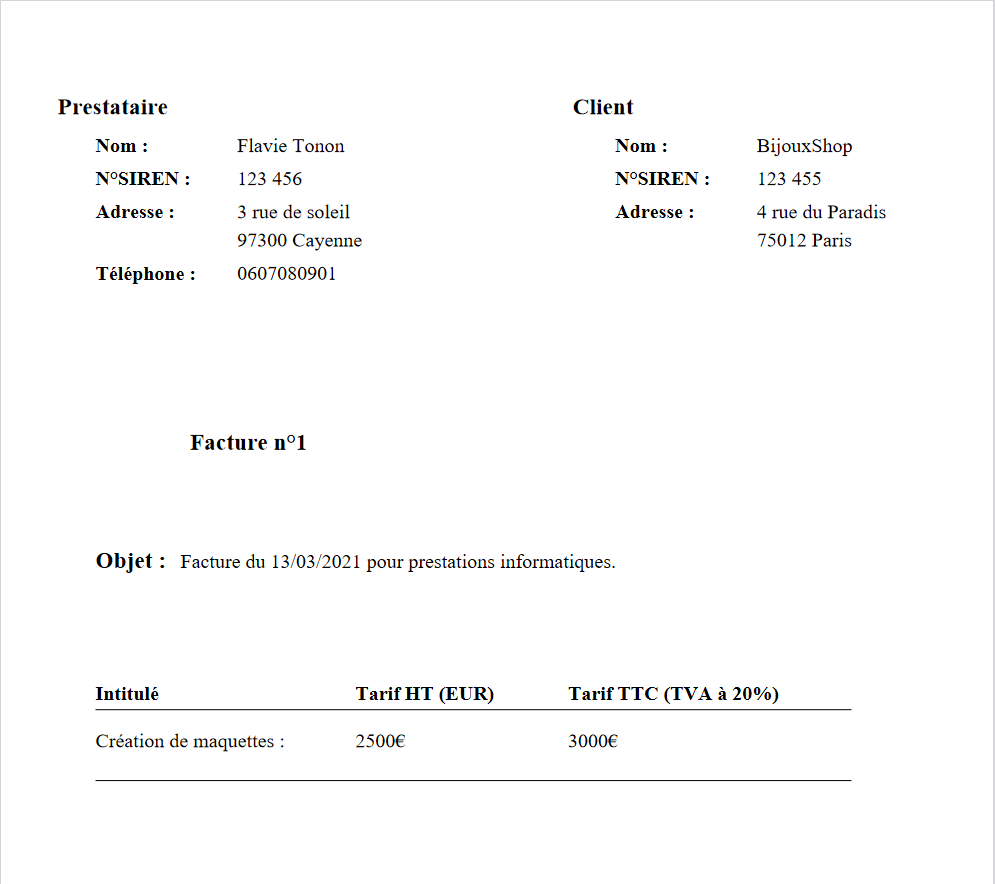 Prestataire
Nom : Flavie Tonon
N°SIREN : 123 456
Adresse : 3 rue de soleil
97300 Cayenne
Téléphone : 0607080901
Client
Nom : BijouxShop
N°SIREN : 123 455
Adresse : 4 rue du Paradis
75012 Paris
Facture n°1
Objet : Facture du 13/03/2021 pour prestations informatiques.
Intitulé Tarif HT (EUR) Tarif TTC (TVA à 20%)
Création de maquettes : 2500€ 3000€